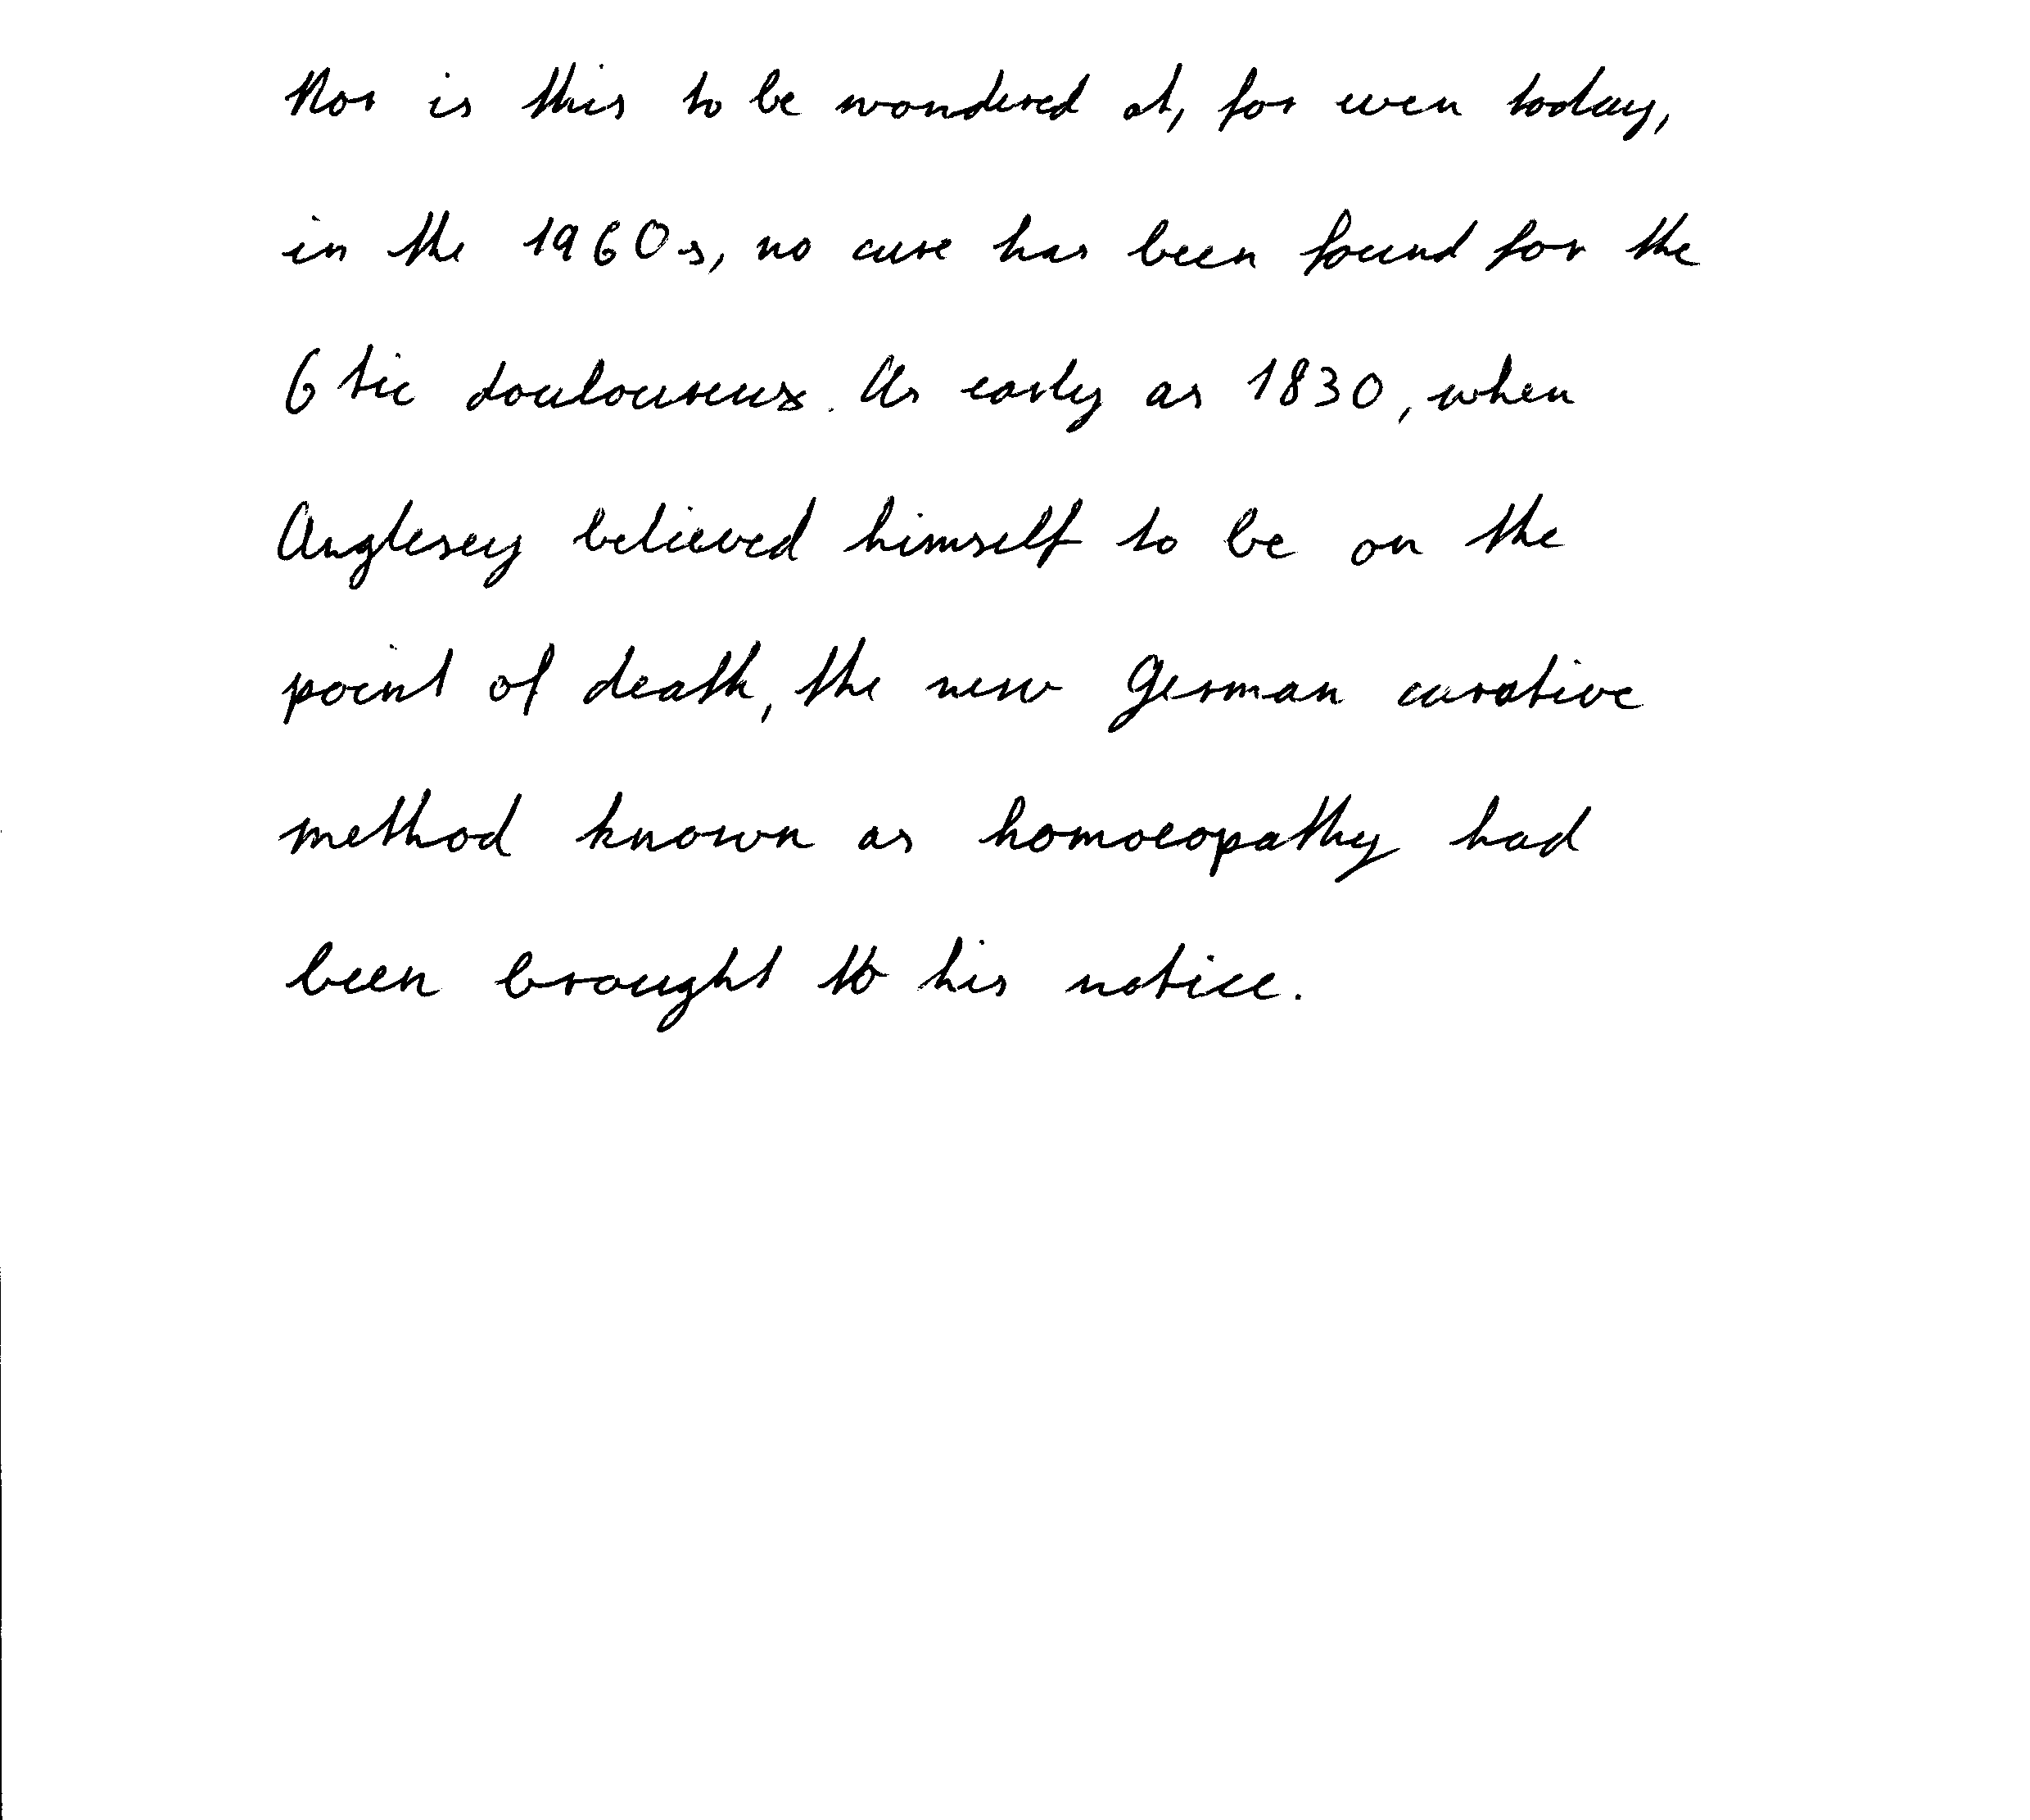 Nor is this to be wondered at, for even today,
in the 1960s, no cure has been found for the
6 tic douloureux. As early as 1830, when
Anglesey believed himself to be on the
point of death, the new German curative
method known as homoeopathy had
been brought to his notice.